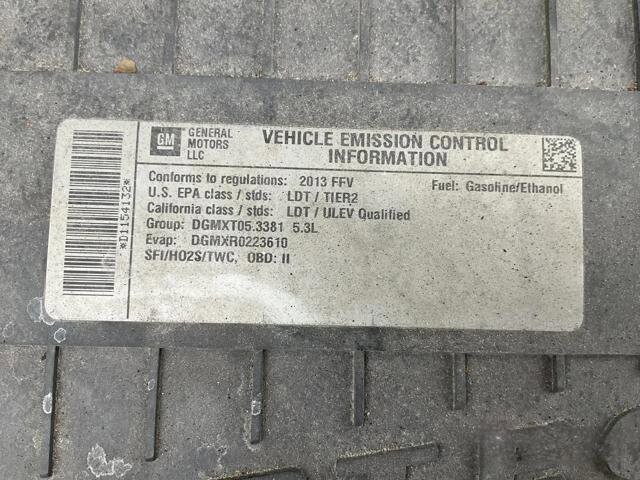 GM
GENERAL
MOTORS
LLC
VEHICLE EMISSION CONTROL
INFORMATION
Conforms to regulations: 2013 FFV
Fuel: Gasoline/Ethanol
U.S. EPA class / stds: LDT / TIER2
California class / stds: LDT / ULEV Qualified
Group: DGMXT05.3381 5.3L
Evap: DGMXR0223610
SFI/HO2S/TWC, OBD: II
*D1154132*